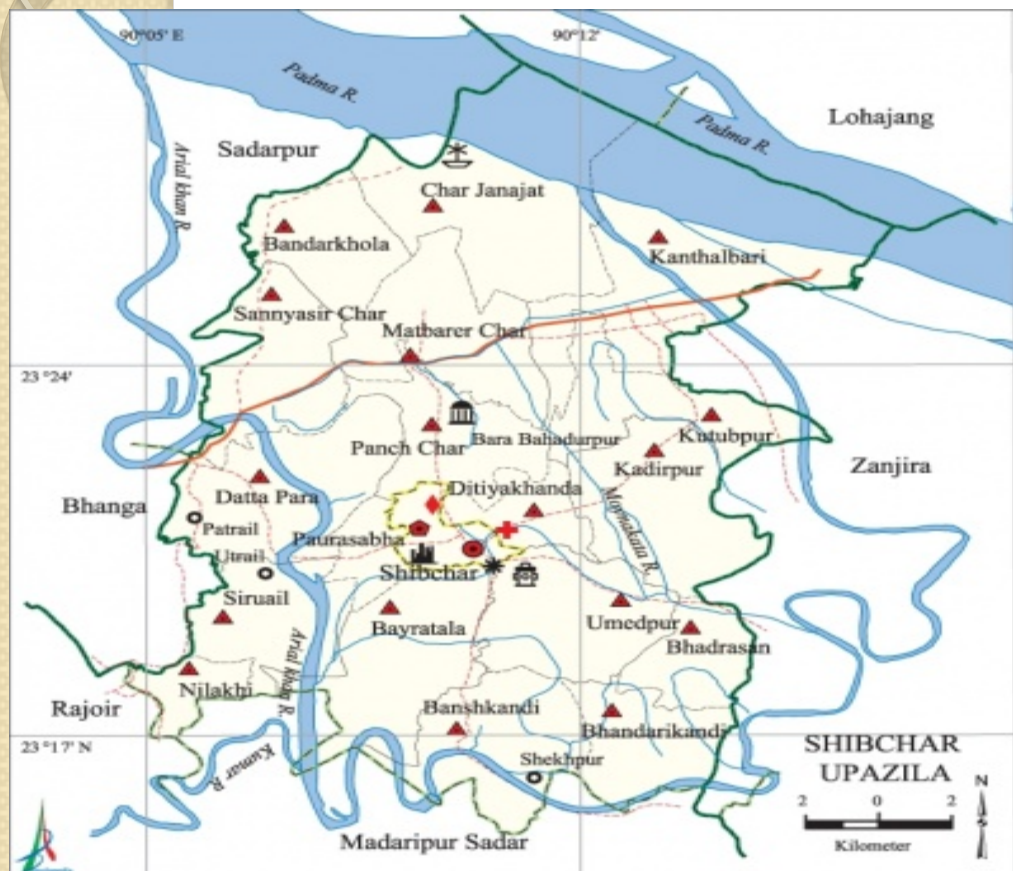 90°05' E
90°12'
Padma R.
Padma R.
Lohajang
Sadarpur
Arial khan R.
Char Janajat
Bandarkhola
Kanthalbari
Sannyasir Char
Matbarer Char
23°24'
Panch Char
Bara Bahadurpur
Kutubpur
Kadirpur
Zanjira
Bhanga
Datta Para
Ditiyakhanda
Patrail
Paurasabha
Moynakata R.
Utrail
Shibchar
Siruail
Bayratala
Umedpur
Bhadrasan
Arial khan R.
Nilakhi
Rajoir
Banshkandi
Bhandarikandi
23°17' N
Kumar R.
Shekhpur
SHIBCHAR
UPAZILA
N
2 0 2
Kilometer
Madaripur Sadar